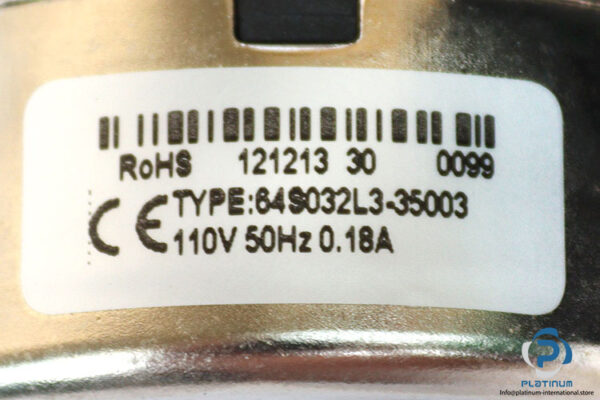 RoHS 121213 30 0099
CE TYPE:64S032L3-35003
110V 50Hz 0.18A
PLATINUM
Info@platinum-international.store